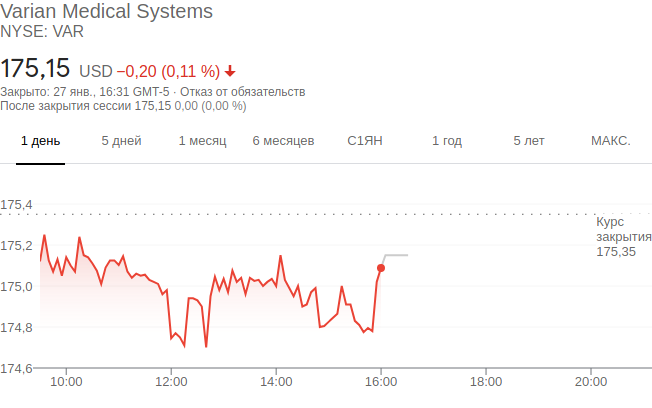 Varian Medical Systems
NYSE: VAR
175,15 USD −0,20 (0,11 %)
Закрыто: 27 янв., 16:31 GMT-5 · Отказ от обязательств
После закрытия сессии 175,15 0,00 (0,00 %)
1 день 5 дней 1 месяц 6 месяцев С1ЯН 1 год 5 лет МАКС.
175,4
Курс
закрытия
175,35
175,2
175,0
174,8
174,6
10:00 12:00 14:00 16:00 18:00 20:00